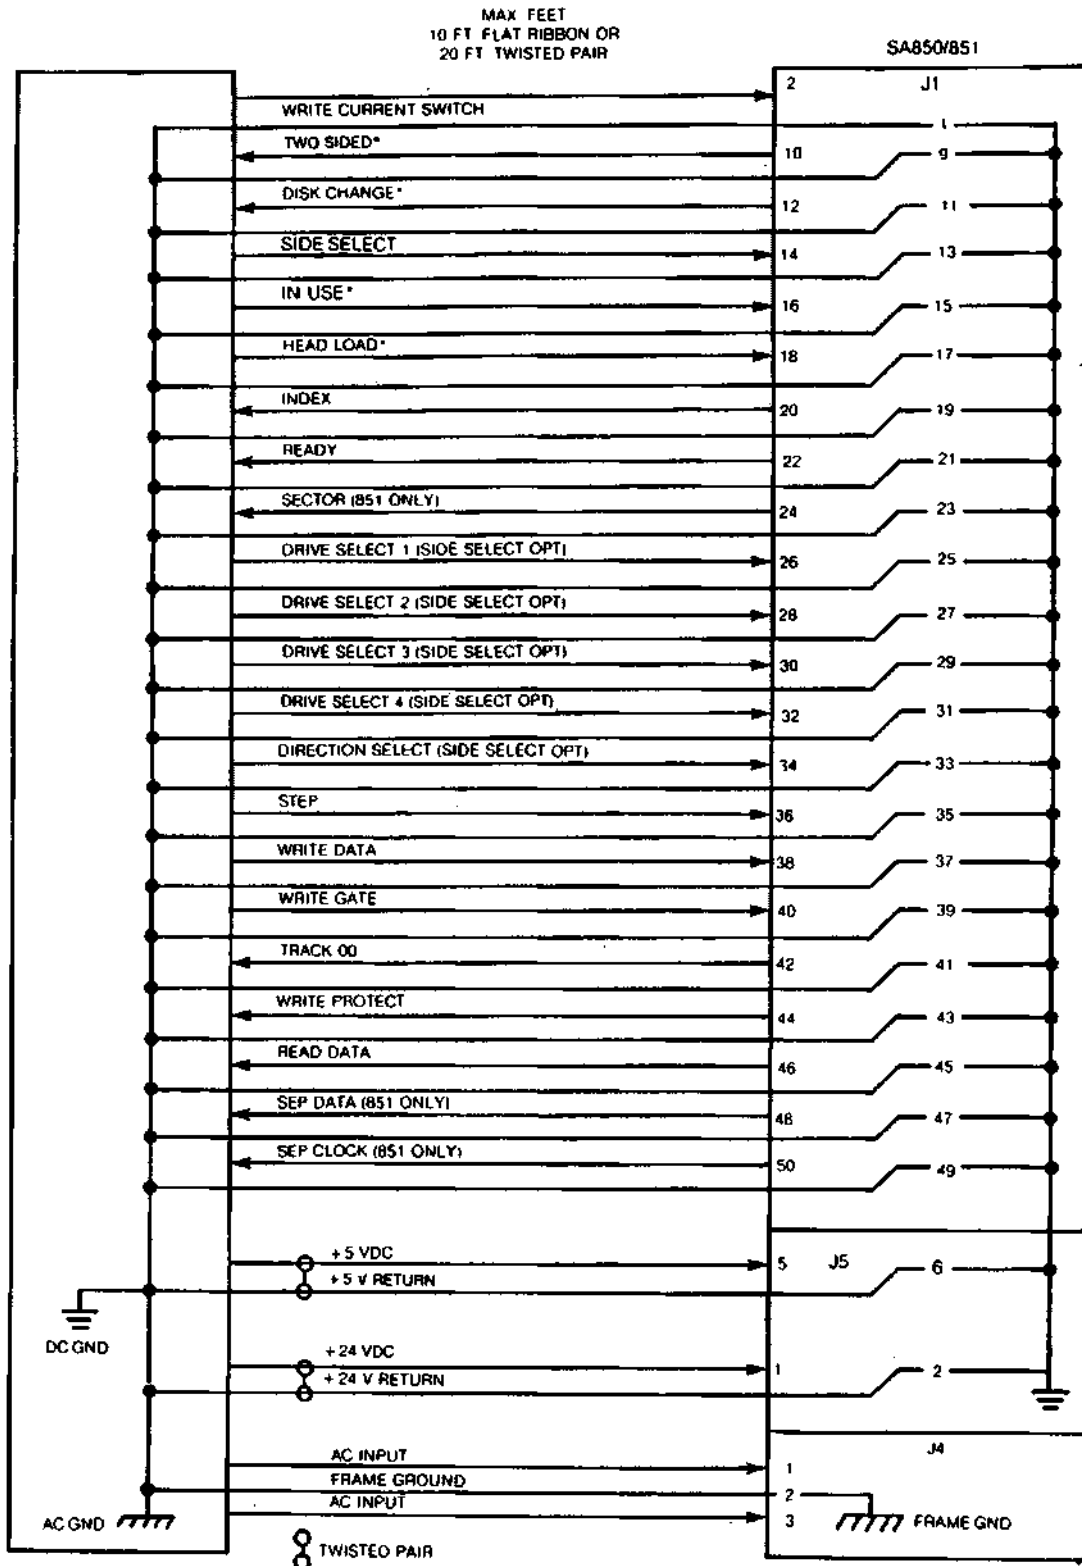 MAX FEET
10 FT FLAT RIBBON OR
20 FT TWISTED PAIR
SA850/851
J1
2
WRITE CURRENT SWITCH
1
TWO SIDED*
10
9
DISK CHANGE*
12
11
SIDE SELECT
14
13
IN USE*
16
15
HEAD LOAD*
18
17
INDEX
20
19
READY
22
21
SECTOR (851 ONLY)
24
23
DRIVE SELECT 1 (SIDE SELECT OPT)
26
25
DRIVE SELECT 2 (SIDE SELECT OPT)
28
27
DRIVE SELECT 3 (SIDE SELECT OPT)
30
29
DRIVE SELECT 4 (SIDE SELECT OPT)
32
31
DIRECTION SELECT (SIDE SELECT OPT)
34
33
STEP
36
35
WRITE DATA
38
37
WRITE GATE
40
39
TRACK 00
42
41
WRITE PROTECT
44
43
READ DATA
46
45
SEP DATA (851 ONLY)
48
47
SEP CLOCK (851 ONLY)
50
49
+ 5 VDC
5
J5
6
+ 5 V RETURN
DC GND
+ 24 VDC
1
2
+ 24 V RETURN
J4
AC INPUT
1
FRAME GROUND
2
AC INPUT
3
AC GND
FRAME GND
TWISTED PAIR